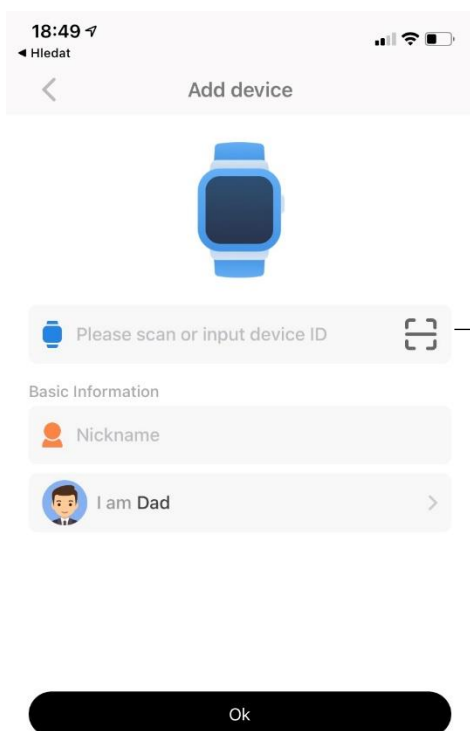 18:49
◀ Hledat
Add device
Please scan or input device ID
Basic Information
Nickname
I am Dad
Ok